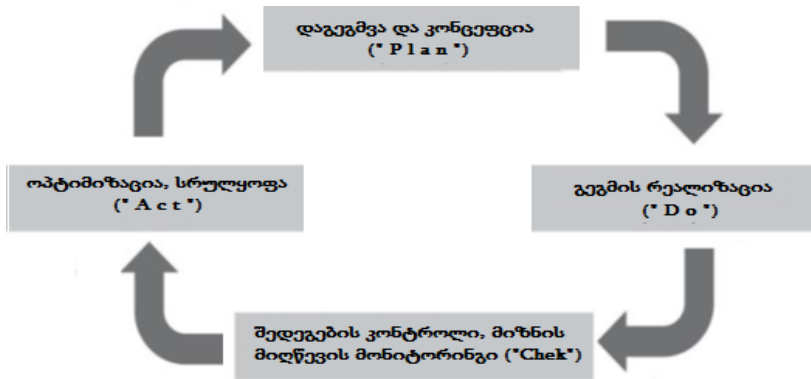 დაგეგმვა და კონცეფცია
("Plan")
ოპტიმიზაცია, სრულყოფა
("Act")
გეგმის რეალიზაცია
("Do")
შედეგების კონტროლი, მიზნის
მიღწევის მონიტორინგი ("Chek")